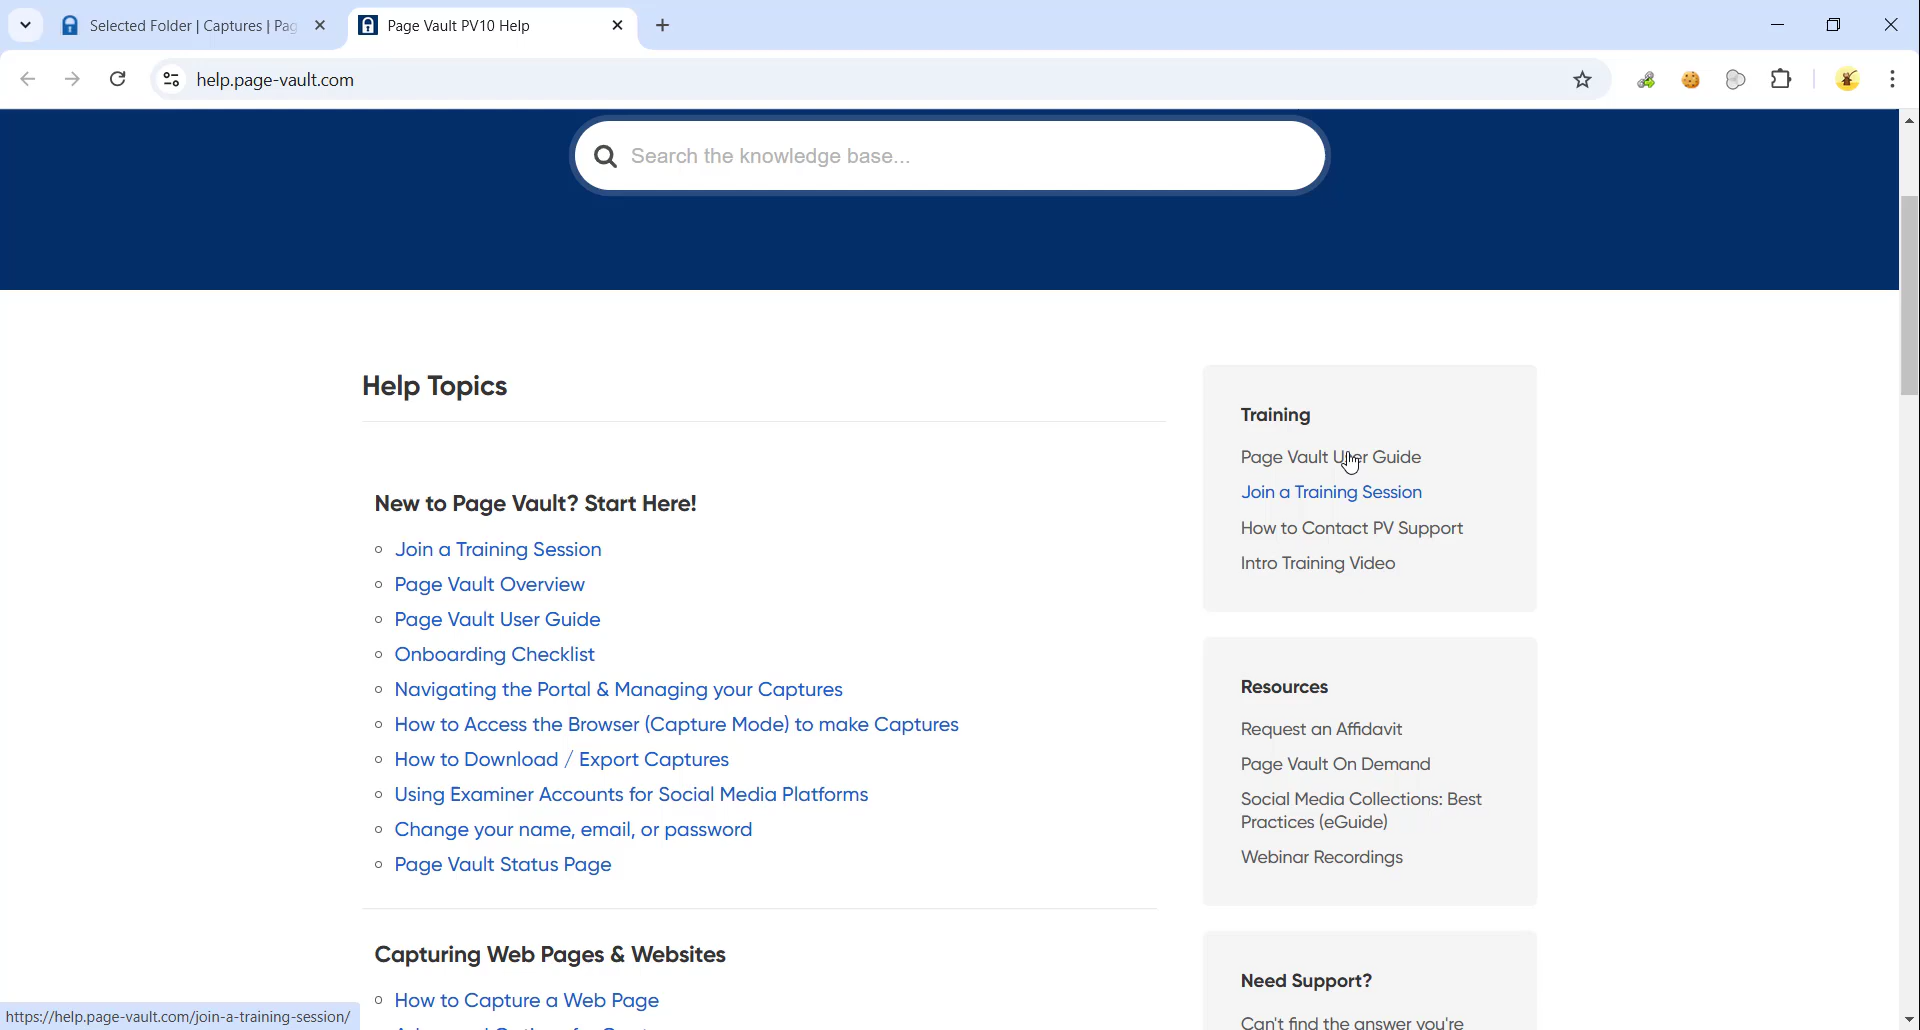 Selected Folder | Captures | Pag
Page Vault PV10 Help
help.page-vault.com
Search the knowledge base...
Help Topics
New to Page Vault? Start Here!
Join a Training Session
Page Vault Overview
Page Vault User Guide
Onboarding Checklist
Navigating the Portal & Managing your Captures
How to Access the Browser (Capture Mode) to make Captures
How to Download / Export Captures
Using Examiner Accounts for Social Media Platforms
Change your name, email, or password
Page Vault Status Page
Capturing Web Pages & Websites
How to Capture a Web Page
Training
Page Vault User Guide
Join a Training Session
How to Contact PV Support
Intro Training Video
Resources
Request an Affidavit
Page Vault On Demand
Social Media Collections: Best
Practices (eGuide)
Webinar Recordings
Need Support?
Can't find the answer you're
https://help.page-vault.com/join-a-training-session/